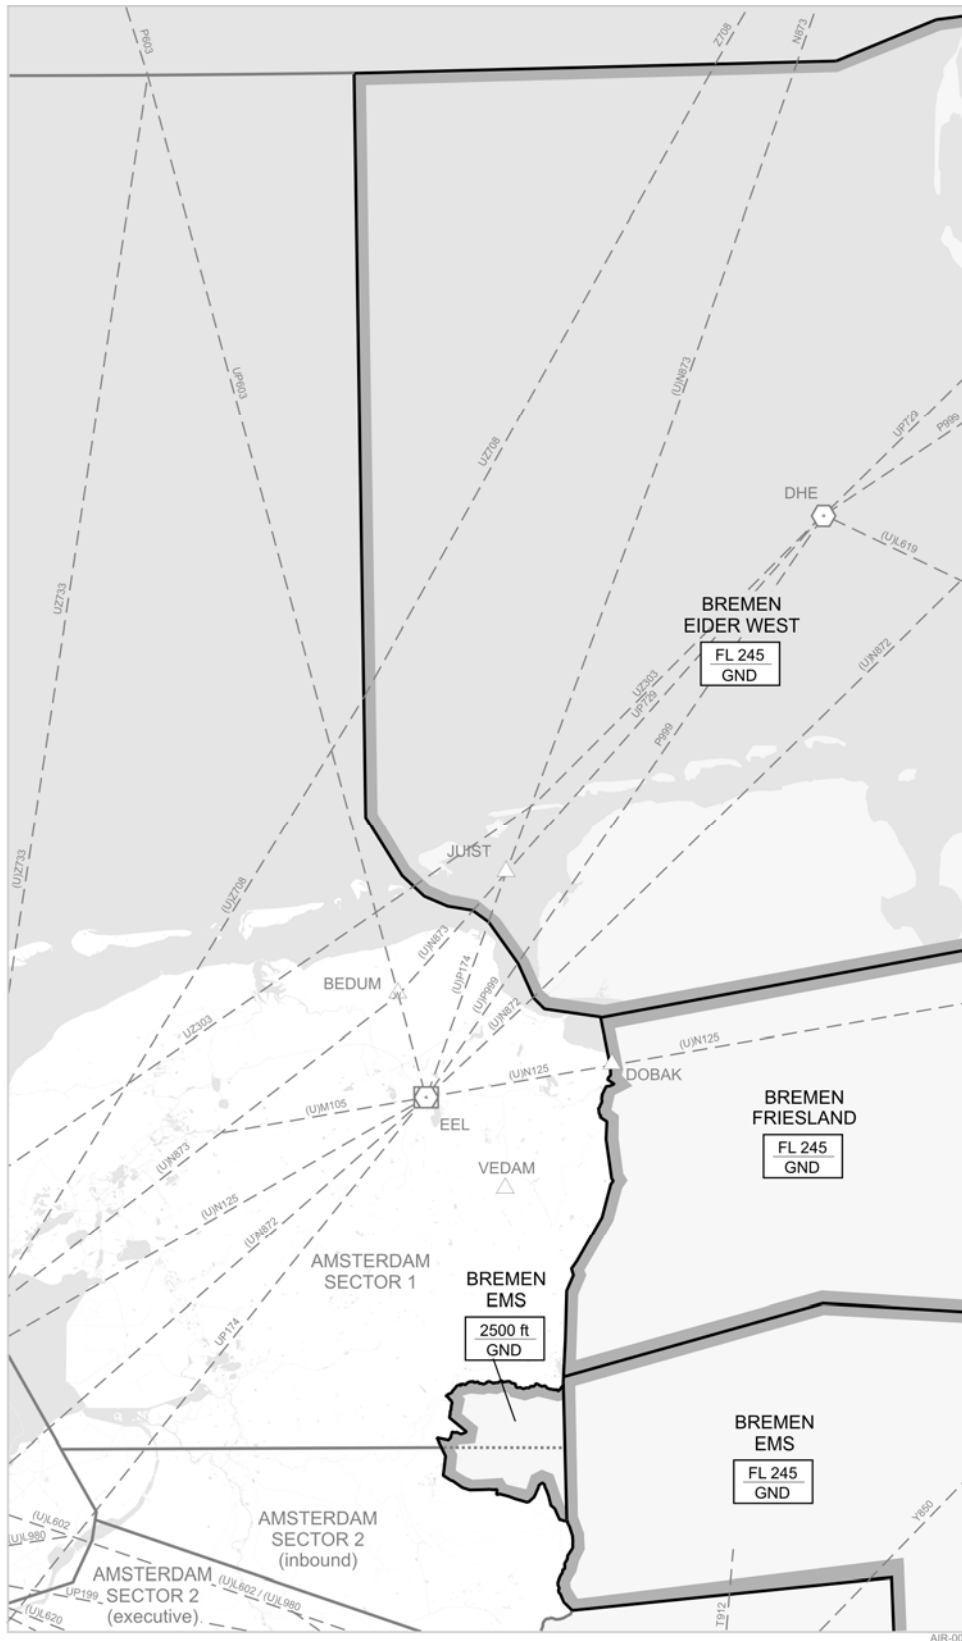 P603
Z708
N873
UP603
UZ708
(U)N873
UP729
P999
DHE
(U)L619
UZ733
BREMEN
EIDER WEST
FL 245
GND
(U)N872
UZ303
UP729
P999
(U)Z733
(U)Z708
JUIST
(U)N873
(U)P174
(U)P999
(U)N872
BEDUM
UZ303
(U)N125
(U)N125
DOBAK
(U)M105
EEL
BREMEN
FRIESLAND
FL 245
GND
(U)N873
VEDAM
(U)N125
(U)N872
AMSTERDAM
SECTOR 1
BREMEN
EMS
2500 ft
GND
UP174
BREMEN
EMS
FL 245
GND
Y850
(U)L602
(U)L980
AMSTERDAM
SECTOR 2
(inbound)
AMSTERDAM
SECTOR 2
(executive)
UP199
(U)L602 / (U)L980
(U)L620
T912
AIR-00